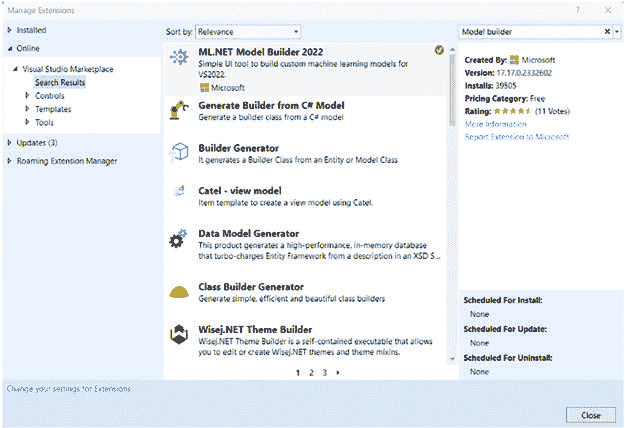 Manage Extensions
? ×
Installed
Online
Visual Studio Marketplace
Search Results
Controls
Templates
Tools
Updates (3)
Roaming Extension Manager
Sort by: Relevance
ML.NET Model Builder 2022
Simple UI tool to build custom machine learning models for
VS2022.
Microsoft
Generate Builder from C# Model
Generate a builder class from a C# model
Builder Generator
It generates a Builder Class from an Entity or Model Class
Catel - view model
Item template to create a view model using Catel.
Data Model Generator
This product generates a high-performance, in-memory database
that turbo-charges Entity Framework from a description in an XSD S...
Class Builder Generator
Generate simple, efficient and beautiful class builders
Wisej.NET Theme Builder
Wisej.NET Theme Builder is a self-contained executable that allows
you to edit or create Wisej.NET themes and theme mixins.
1 2 3
Model builder
Created By: Microsoft
Version: 17.17.0.2332602
Installs: 39505
Pricing Category: Free
Rating: (11 Votes)
More Information
Report Extension to Microsoft
Scheduled For Install:
None
Scheduled For Update:
None
Scheduled For Uninstall:
None
Change your settings for Extensions
Close